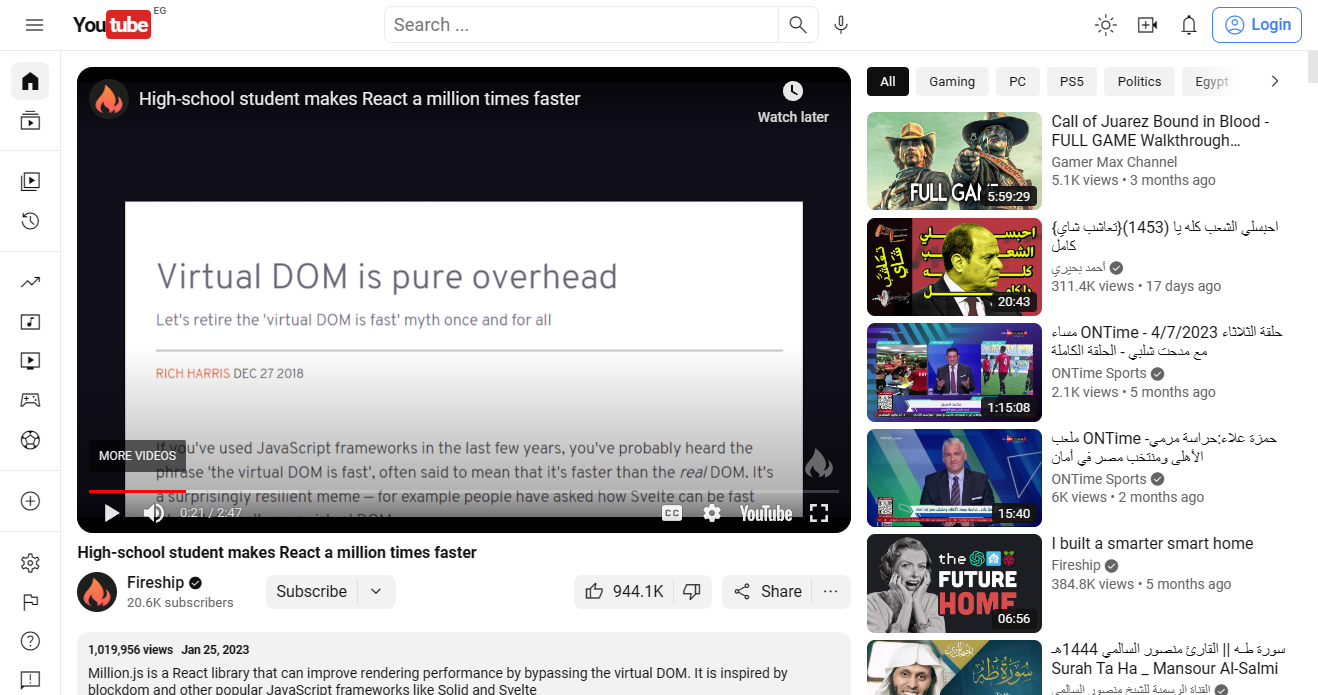 YouTube
EG
Search ...
Login
High-school student makes React a million times faster
Watch later
Virtual DOM is pure overhead
Let's retire the 'virtual DOM is fast' myth once and for all
RICH HARRIS DEC 27 2018
If you've used JavaScript frameworks in the last few years, you've probably heard the
phrase 'the virtual DOM is fast', often said to mean that it's faster than the real DOM. It's
a surprisingly resilient meme — for example people have asked how Svelte can be fast
MORE VIDEOS
0:21 / 2:47
CC
YouTube
High-school student makes React a million times faster
Fireship
20.6K subscribers
Subscribe
944.1K
Share
1,019,956 views Jan 25, 2023
Million.js is a React library that can improve rendering performance by bypassing the virtual DOM. It is inspired by
blockdom and other popular JavaScript frameworks like Solid and Svelte
All
Gaming
PC
PS5
Politics
Egypt
FULL GAM
5:59:29
Call of Juarez Bound in Blood -
FULL GAME Walkthrough...
Gamer Max Channel
5.1K views • 3 months ago
احبسلي
الشعب
كله
يا كامل
تعاشب
شاي
20:43
احبسلي الشعب كله يا (1453)(تعاشب شاي}
كامل
أحمد بحيري
311.4K views • 17 days ago
1:15:08
حلقة الثلاثاء 4/7/2023 - ONTime مساء
مع مدحت شلبي - الحلقة الكاملة
ONTime Sports
2.1K views • 5 months ago
15:40
حمزة علاء:حراسة مرمي- ONTime ملعب
الأهلى ومنتخب مصر في أمان
ONTime Sports
6K views • 2 months ago
the
FUTURE
HOME
06:56
I built a smarter smart home
Fireship
384.8K views • 5 months ago
سورة طه
سورة طـه || القارئ منصور السالمي 1444هـ
Surah Ta Ha _ Mansour Al-Salmi
القناة الرسمية للشيخ منصور السالمي